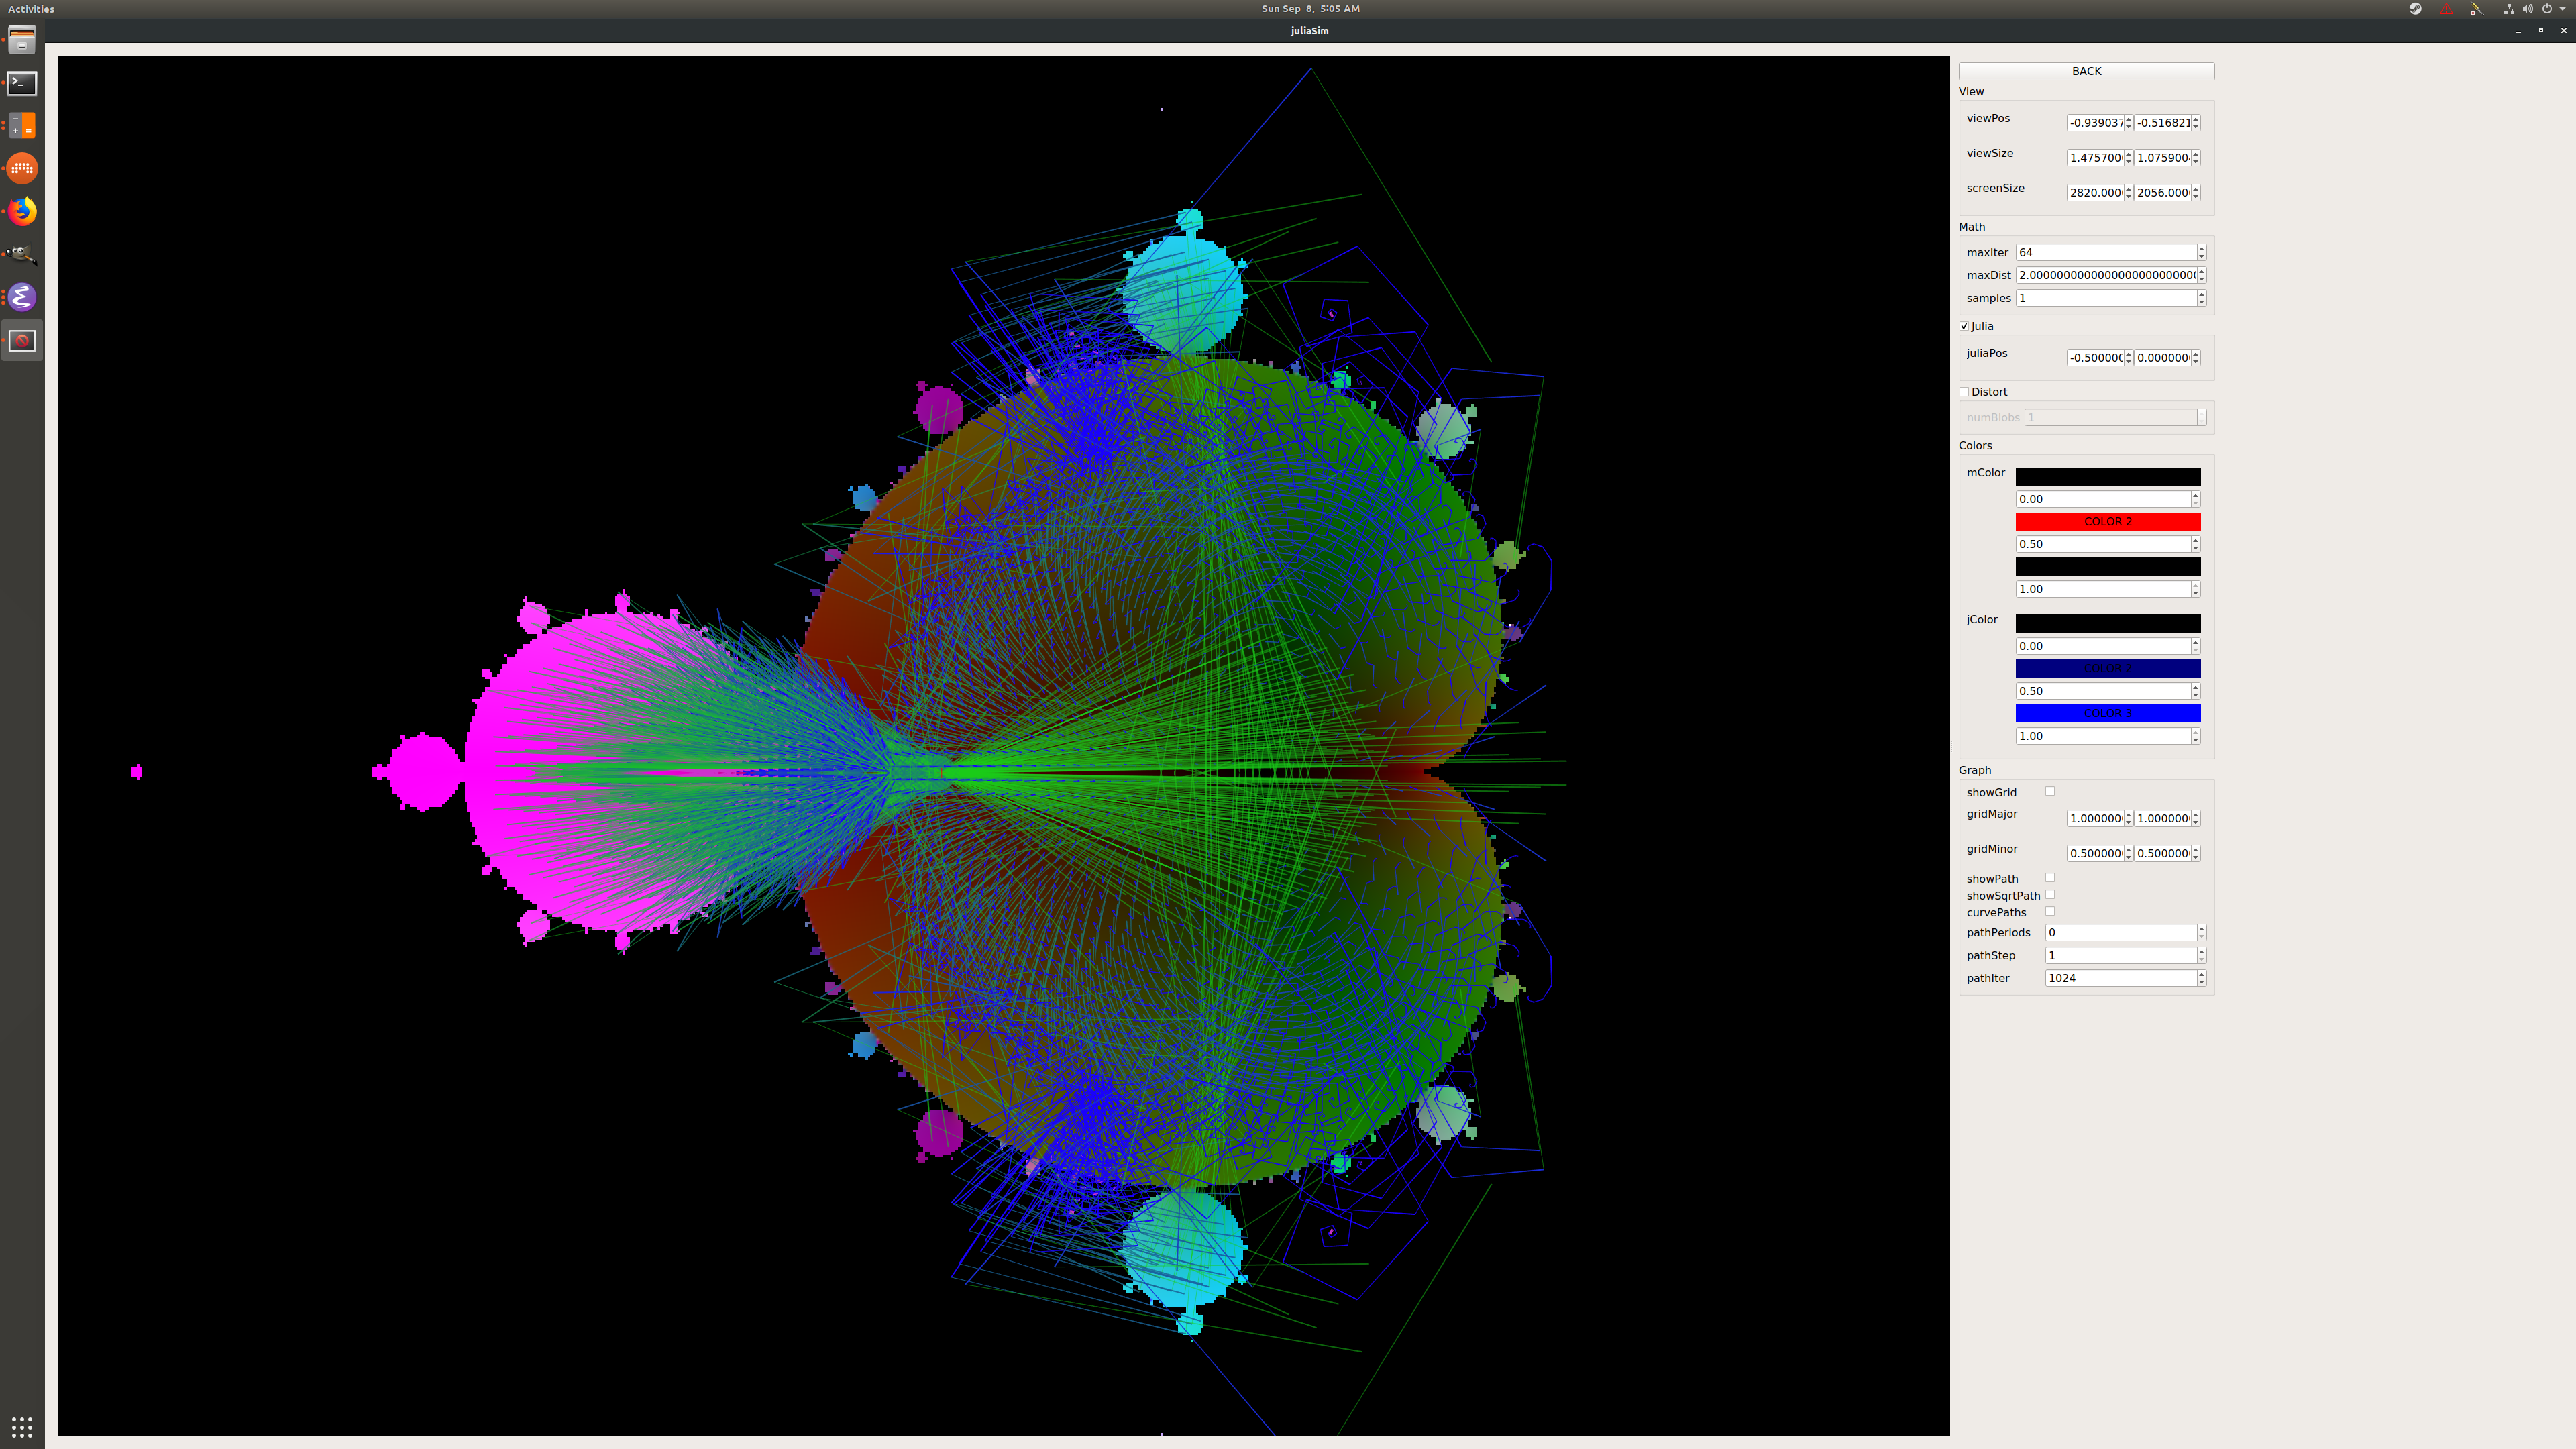 Activities
Sun Sep 8, 5:05 AM
juliaSim
BACK
View
viewPos -0.939037 -0.516821
viewSize 1.475700 1.075900
screenSize 2820.000 2056.000
Math
maxIter 64
maxDist 2.0000000000000000000000000
samples 1
Julia
juliaPos -0.500000 0.000000
Distort
numBlobs 1
Colors
mColor
0.00
COLOR 2
0.50
1.00
jColor
0.00
COLOR 2
0.50
COLOR 3
1.00
Graph
showGrid
gridMajor 1.000000 1.000000
gridMinor 0.500000 0.500000
showPath
showSqrtPath
curvePaths
pathPeriods 0
pathStep 1
pathIter 1024